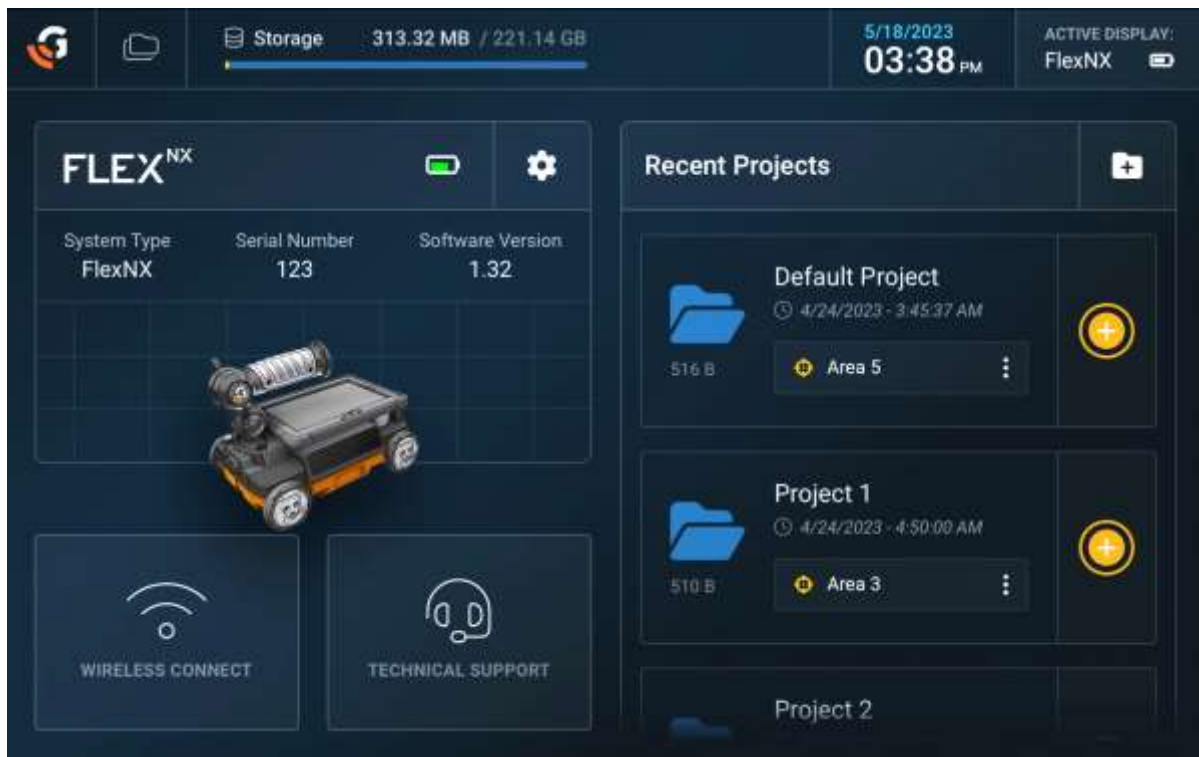 Storage 313.32 MB / 221.14 GB
5/18/2023
03:38 PM
ACTIVE DISPLAY:
FlexNX
FLEX NX
System Type Serial Number Software Version
FlexNX 123 1.32
WIRELESS CONNECT
TECHNICAL SUPPORT
Recent Projects
Default Project
4/24/2023 - 3:45:37 AM
516 B
Area 5
Project 1
4/24/2023 - 4:50:00 AM
510 B
Area 3
Project 2